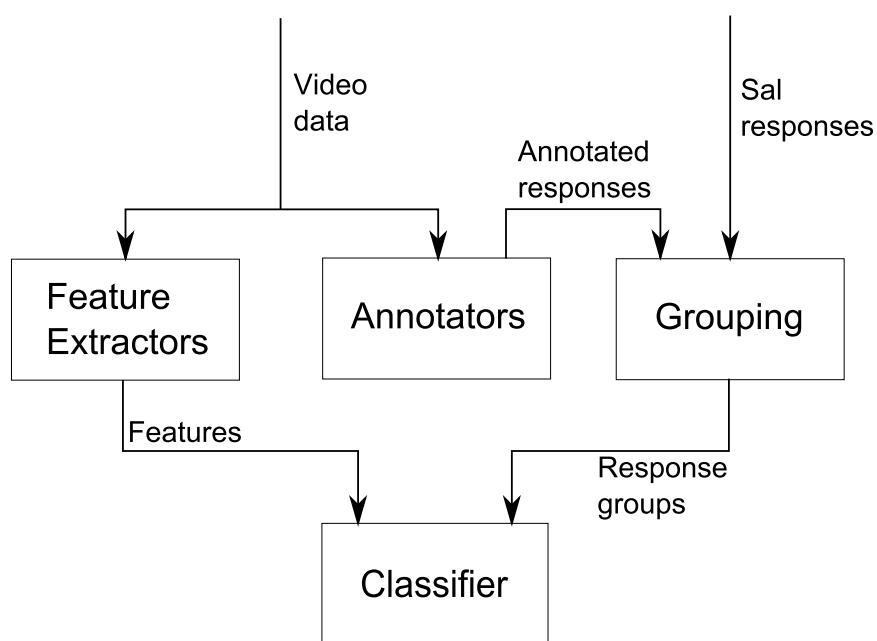 Video
data
Sal
responses
Annotated
responses
Feature
Extractors
Annotators
Grouping
Features
Response
groups
Classifier